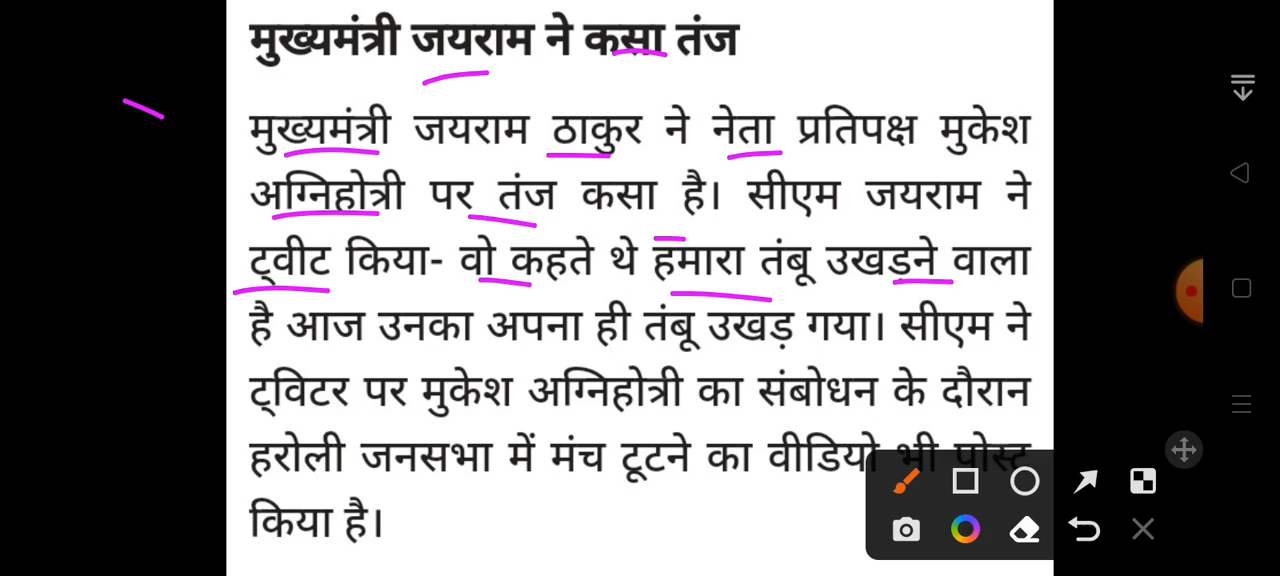 मुख्यमंत्री जयराम ने कसा तंज
मुख्यमंत्री जयराम ठाकुर ने नेता प्रतिपक्ष मुकेश
अग्निहोत्री पर तंज कसा है। सीएम जयराम ने
ट्वीट किया- वो कहते थे हमारा तंबू उखड़ने वाला
है आज उनका अपना ही तंबू उखड़ गया। सीएम ने
ट्विटर पर मुकेश अग्निहोत्री का संबोधन के दौरान
हरोली जनसभा में मंच टूटने का वीडियो भी पोस्ट
किया है।